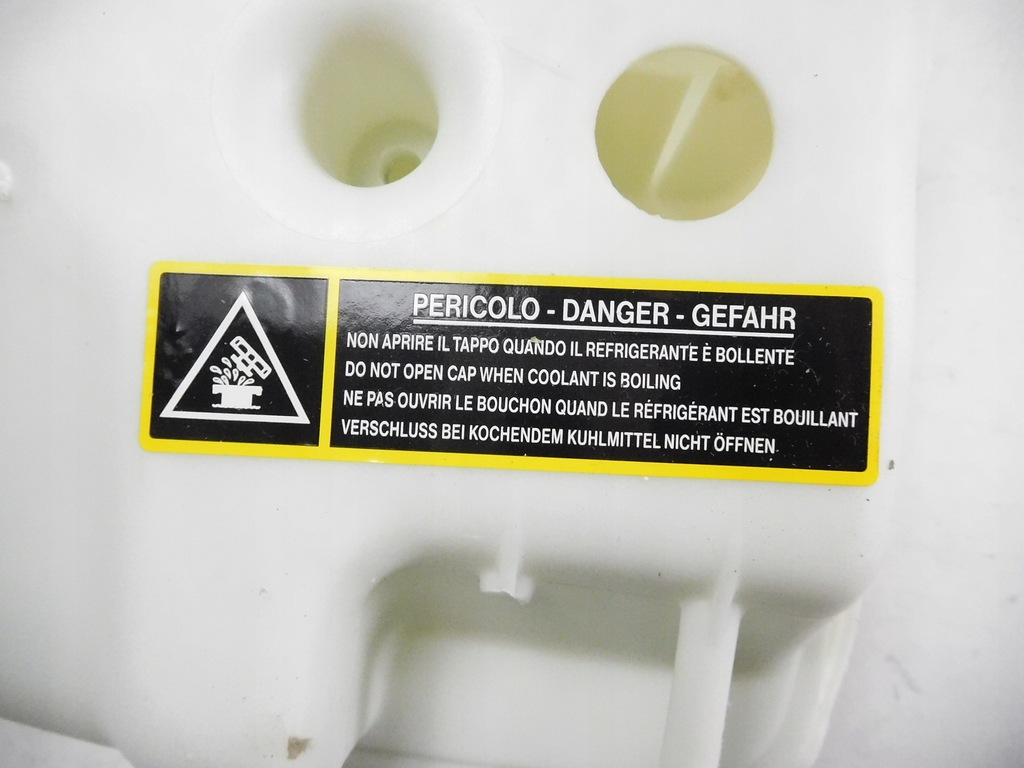 PERICOLO - DANGER - GEFAHR
NON APRIRE IL TAPPO QUANDO IL REFRIGERANTE È BOLLENTE
DO NOT OPEN CAP WHEN COOLANT IS BOILING
NE PAS OUVRIR LE BOUCHON QUAND LE RÉFRIGÉRANT EST BOUILLANT
VERSCHLUSS BEI KOCHENDEM KUHLMITTEL NICHT ÖFFNEN